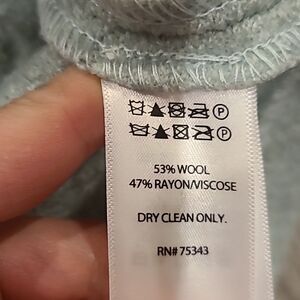 53% WOOL
47% RAYON/VISCOSE
DRY CLEAN ONLY.
RN# 75343